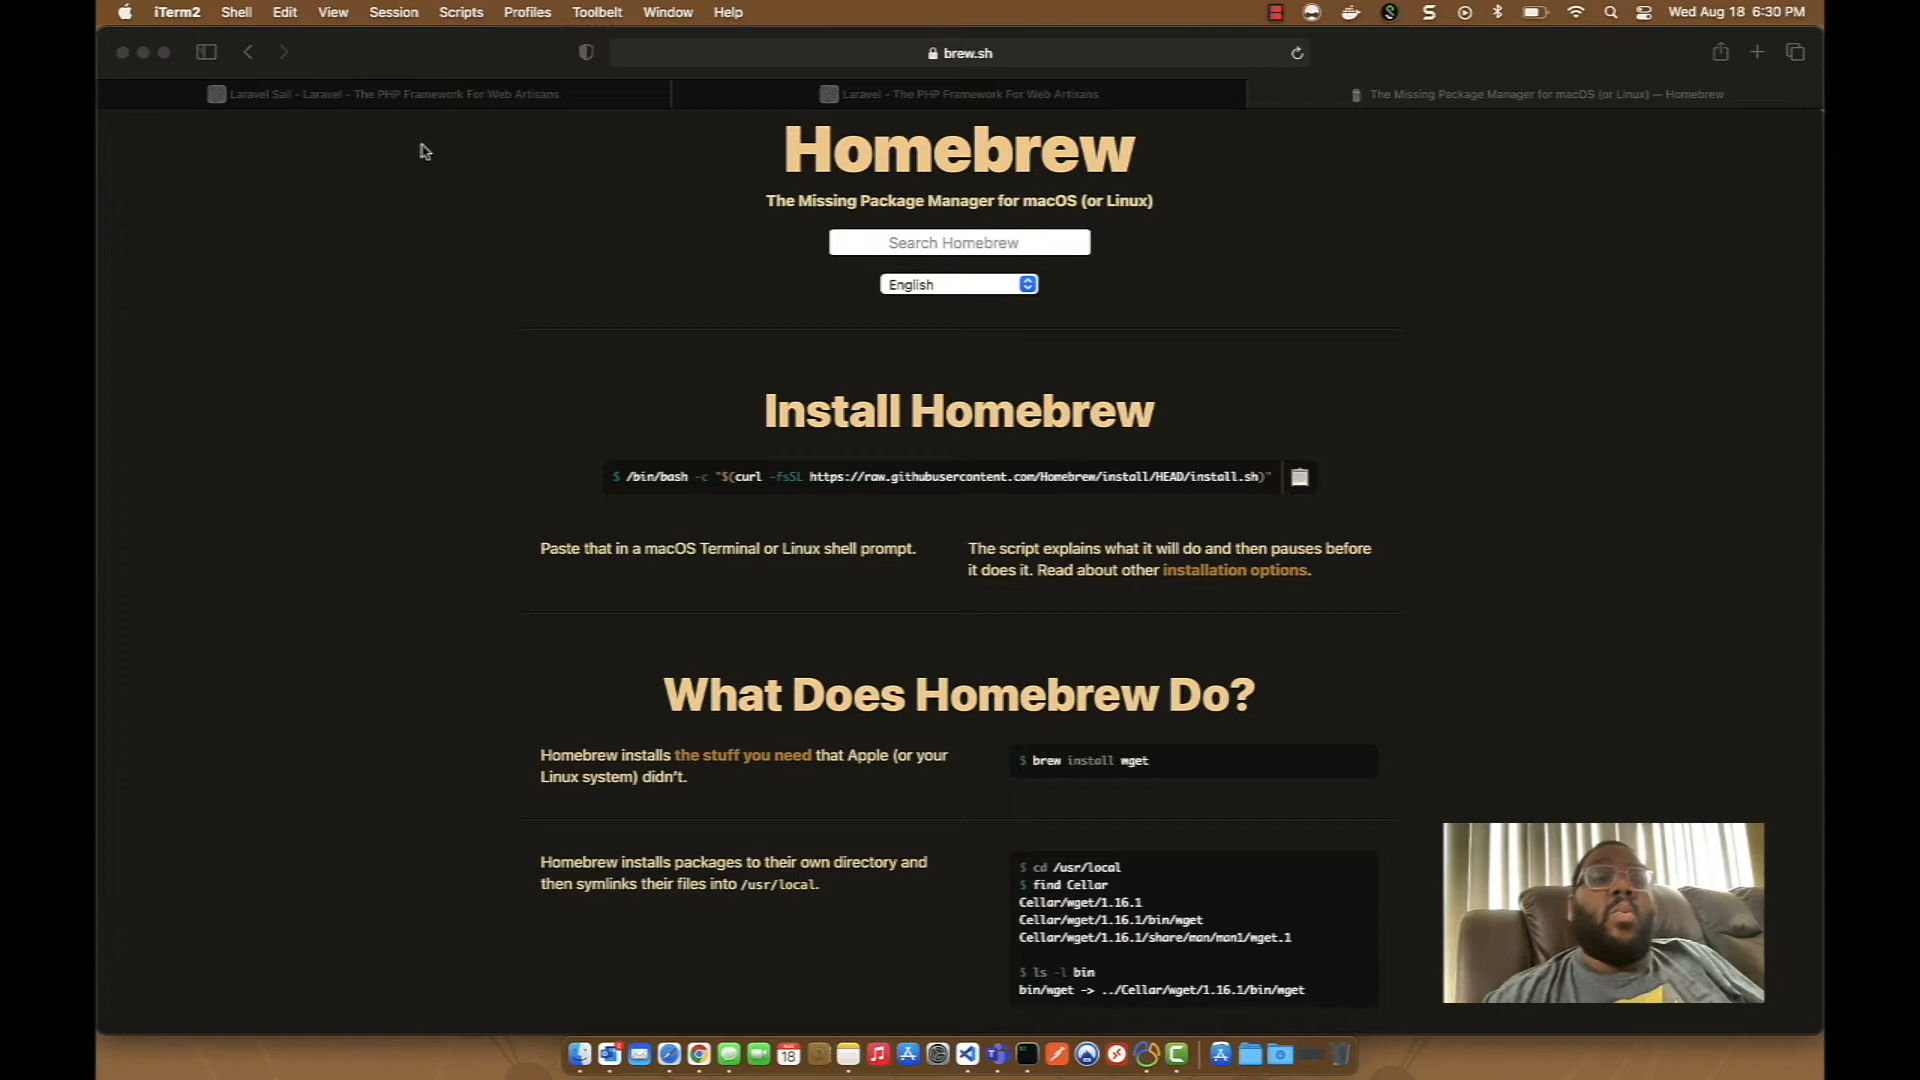 iTerm2 Shell Edit View Session Scripts Profiles Toolbelt Window Help
Wed Aug 18 6:30 PM
brew.sh
Laravel Sail - Laravel - The PHP Framework For Web Artisans
Laravel - The PHP Framework For Web Artisans
The Missing Package Manager for macOS (or Linux) — Homebrew
Homebrew
The Missing Package Manager for macOS (or Linux)
Search Homebrew
English
Install Homebrew
$ /bin/bash -c "$(curl -fsSL https://raw.githubusercontent.com/Homebrew/install/HEAD/install.sh)"
Paste that in a macOS Terminal or Linux shell prompt.
The script explains what it will do and then pauses before
it does it. Read about other installation options.
What Does Homebrew Do?
Homebrew installs the stuff you need that Apple (or your
Linux system) didn't.
$ brew install wget
Homebrew installs packages to their own directory and
then symlinks their files into /usr/local.
$ cd /usr/local
$ find Cellar
Cellar/wget/1.16.1
Cellar/wget/1.16.1/bin/wget
Cellar/wget/1.16.1/share/man/man1/wget.1
$ ls -l bin
bin/wget -> ../Cellar/wget/1.16.1/bin/wget
18